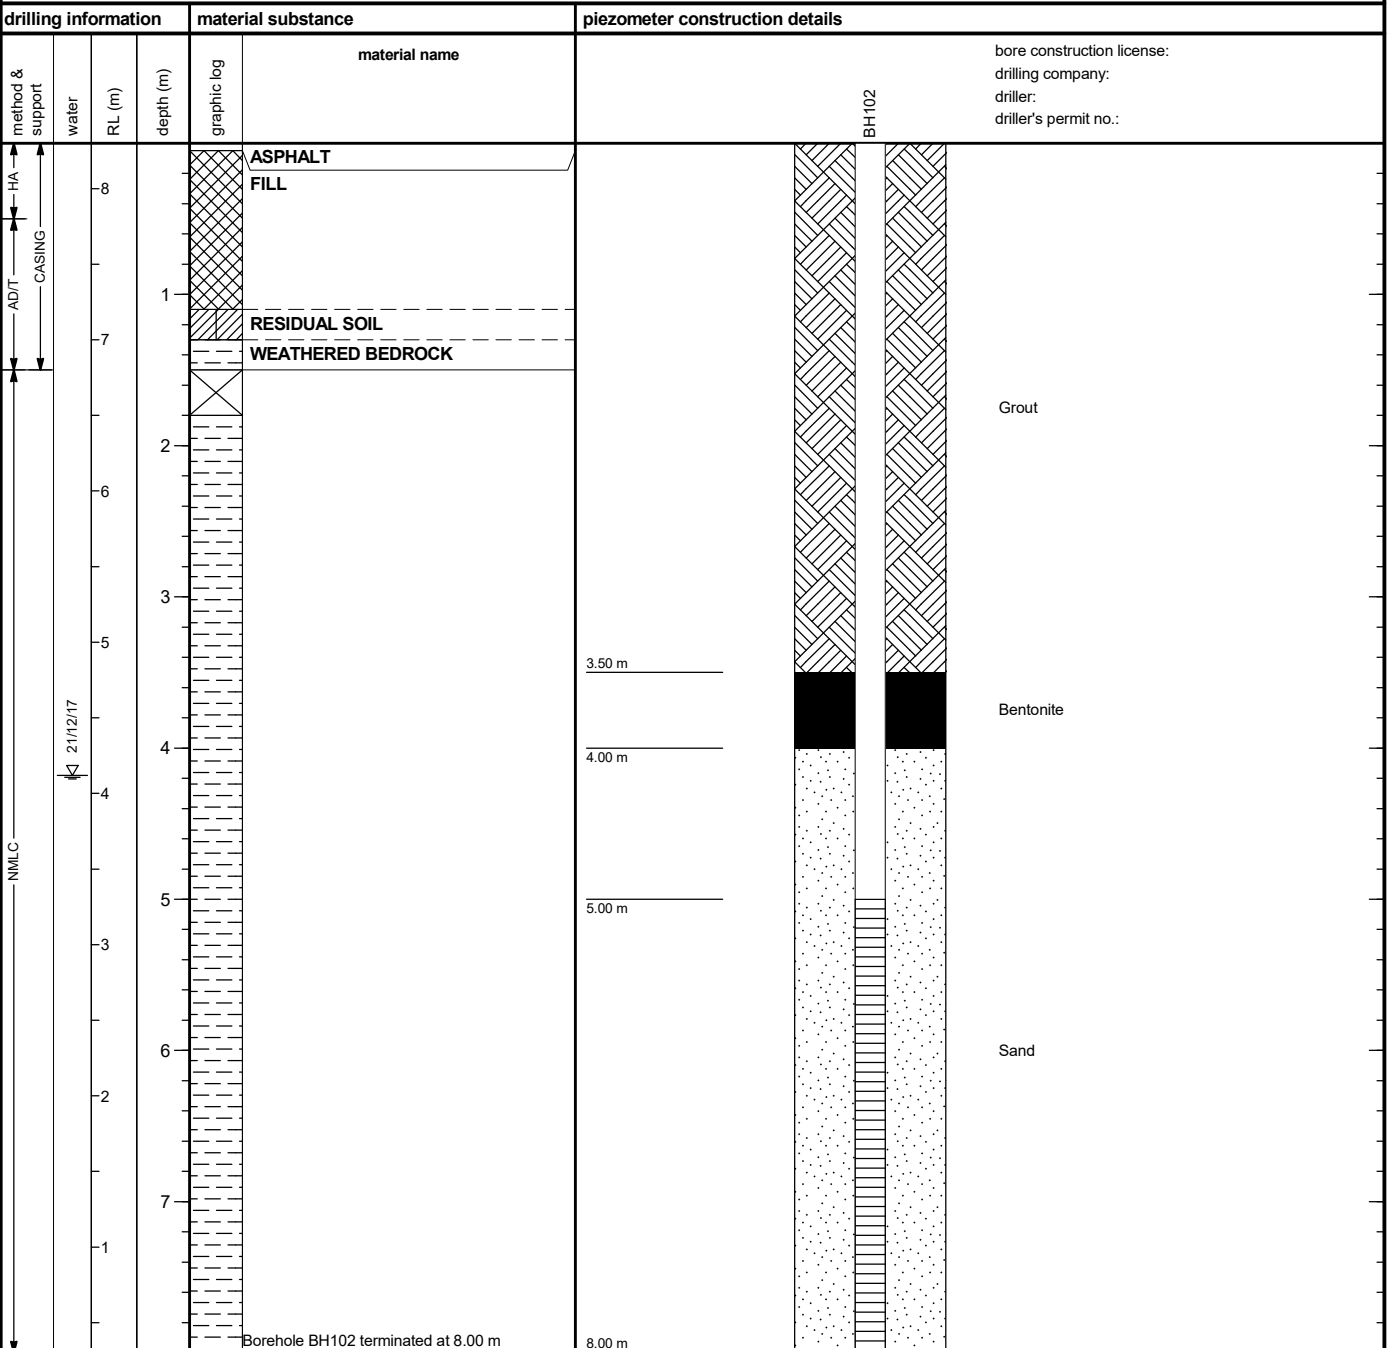 drilling information
material substance
piezometer construction details
method &
support
water
RL (m)
depth (m)
graphic log
material name
BH102
bore construction license:
drilling company:
driller:
driller's permit no.:
HA
AD/T
CASING
NMLC
21/12/17
8
7
6
5
4
3
2
1
1
2
3
4
5
6
7
ASPHALT
FILL
RESIDUAL SOIL
WEATHERED BEDROCK
Borehole BH102 terminated at 8.00 m
3.50 m
4.00 m
5.00 m
8.00 m
Grout
Bentonite
Sand